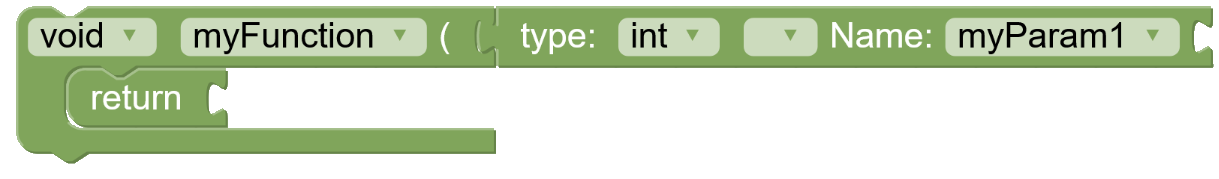 void myFunction ( type: int Name: myParam1
return